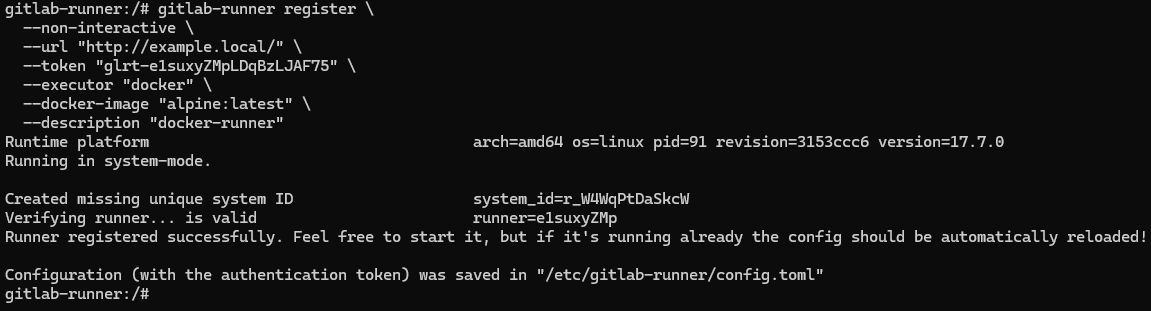 gitlab-runner:/# gitlab-runner register \
  --non-interactive \
  --url "http://example.local/" \
  --token "glrt-e1suxyZMpLDqBzLJAF75" \
  --executor "docker" \
  --docker-image "alpine:latest" \
  --description "docker-runner"
Runtime platform                                    arch=amd64 os=linux pid=91 revision=3153ccc6 version=17.7.0
Running in system-mode.

Created missing unique system ID                    system_id=r_W4WqPtDaSkcW
Verifying runner... is valid                        runner=e1suxyZMp
Runner registered successfully. Feel free to start it, but if it's running already the config should be automatically reloaded!

Configuration (with the authentication token) was saved in "/etc/gitlab-runner/config.toml"
gitlab-runner:/#